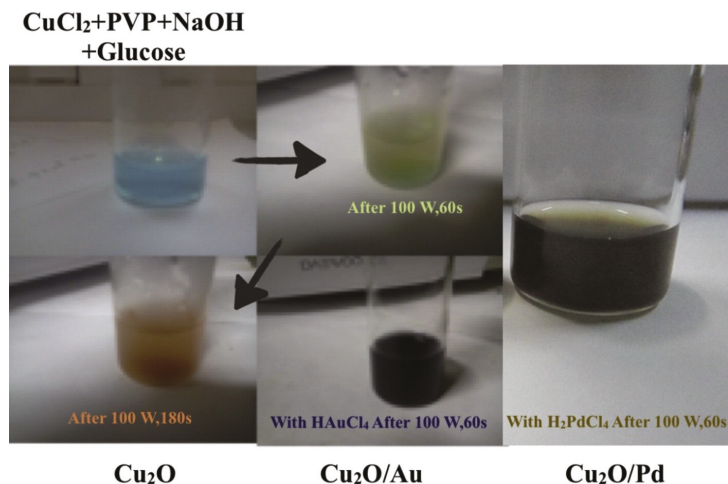 CuCl₂+PVP+NaOH
+Glucose
After 100 W,60s
After 100 W,180s
With HAuCl₄ After 100 W,60s
With H₂PdCl₄ After 100 W,60s
Cu₂O
Cu₂O/Au
Cu₂O/Pd